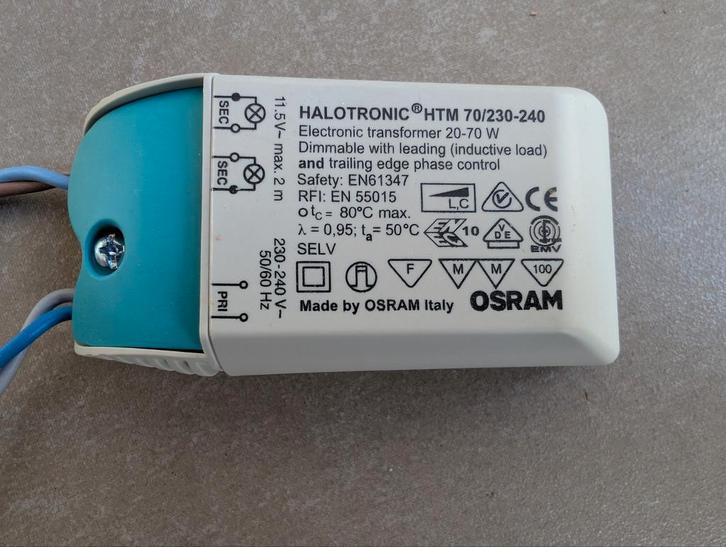 HALOTRONIC® HTM 70/230-240
Electronic transformer 20-70 W
Dimmable with leading (inductive load)
and trailing edge phase control
Safety: EN61347
RFI: EN 55015
tc = 80°C max.
λ = 0,95; ta = 50°C
SELV
L,C
10
VDE
EMV
F
M
M
100
Made by OSRAM Italy
OSRAM
11.5V~ max. 2 m
SEC
SEC
230-240 V~
50/60 Hz
PRI